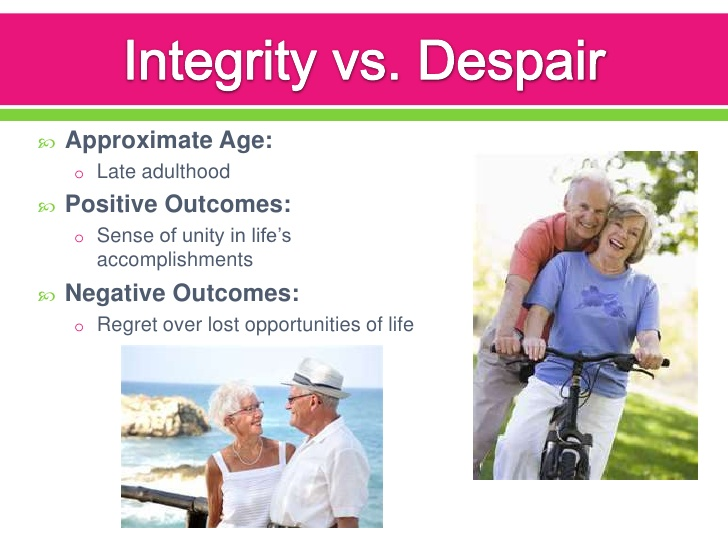 Integrity vs. Despair
Approximate Age:
Late adulthood
Positive Outcomes:
Sense of unity in life’s
accomplishments
Negative Outcomes:
Regret over lost opportunities of life